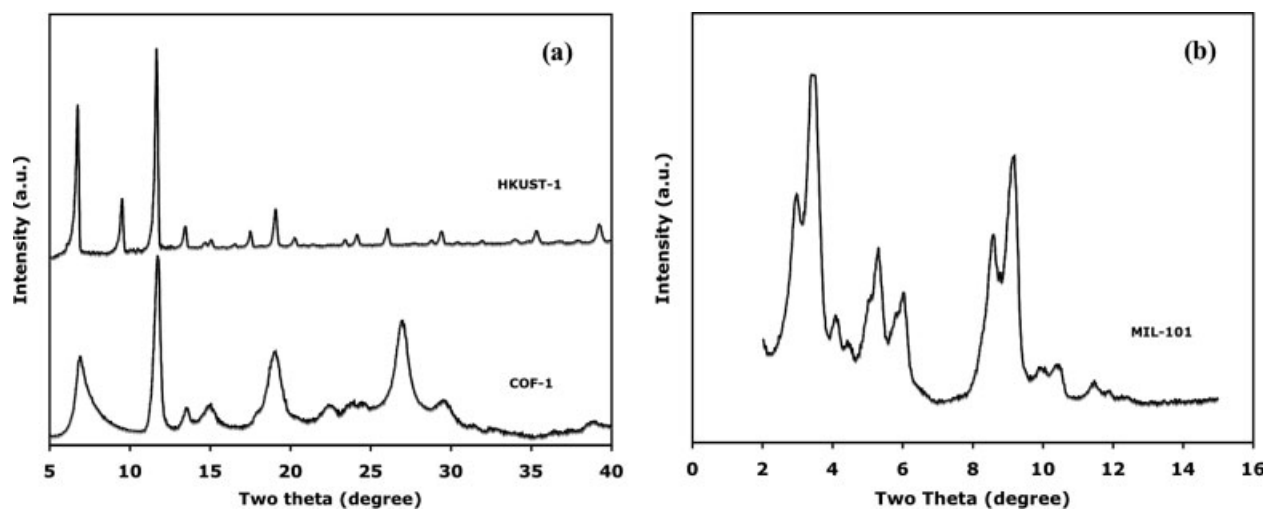 (a)
HKUST-1
COF-1
Intensity (a.u.)
5 10 15 20 25 30 35 40
Two theta (degree)
(b)
MIL-101
Intensity (a.u.)
0 2 4 6 8 10 12 14 16
Two Theta (degree)